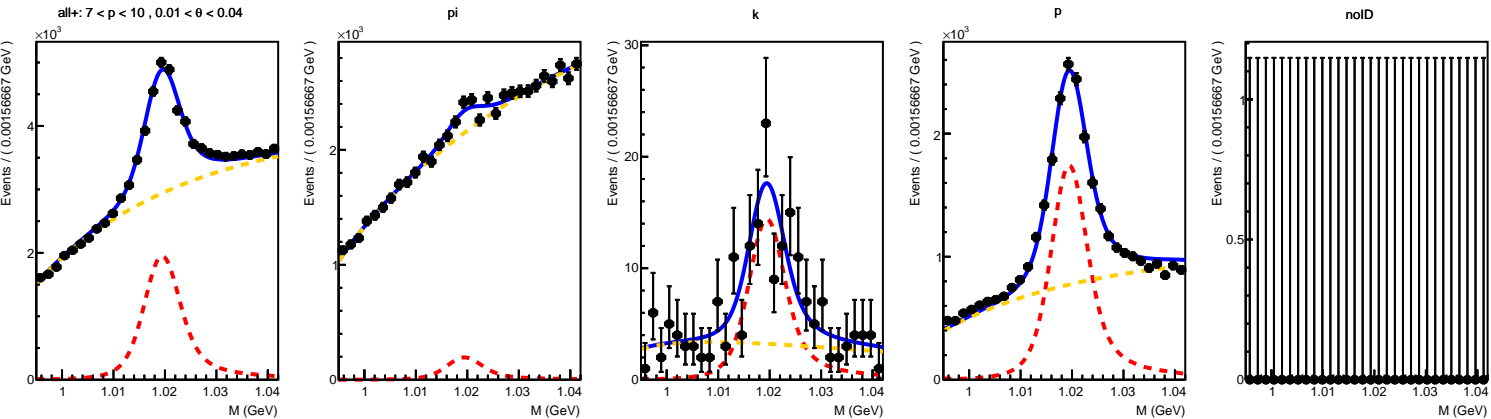 all+: 7 < p < 10 , 0.01 < θ < 0.04
×10³
Events / ( 0.00156667 GeV )
4
2
0
1 1.01 1.02 1.03 1.04
M (GeV)
pi
×10³
Events / ( 0.00156667 GeV )
2
1
0
1 1.01 1.02 1.03 1.04
M (GeV)
k
Events / ( 0.00156667 GeV )
30
20
10
0
1 1.01 1.02 1.03 1.04
M (GeV)
p
×10³
Events / ( 0.00156667 GeV )
2
1
0
1 1.01 1.02 1.03 1.04
M (GeV)
noID
Events / ( 0.00156667 GeV )
1
0.5
0
1 1.01 1.02 1.03 1.04
M (GeV)